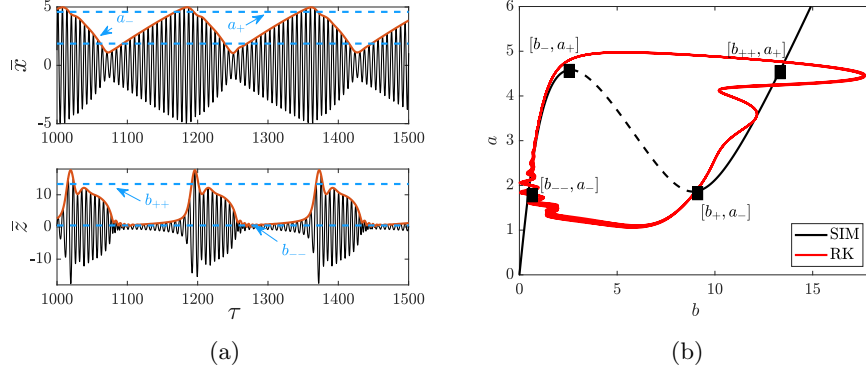 5
0
-5
x̄
a₋
a₊
1000 1100 1200 1300 1400 1500
10
0
-10
z̄
b₊₊
b₋₋
1000 1100 1200 1300 1400 1500
τ
(a)
6
5
4
3
2
1
0
a
[b₋, a₊]
[b₊₊, a₊]
[b₋₋, a₋]
[b₊, a₋]
SIM
RK
0 5 10 15
b
(b)